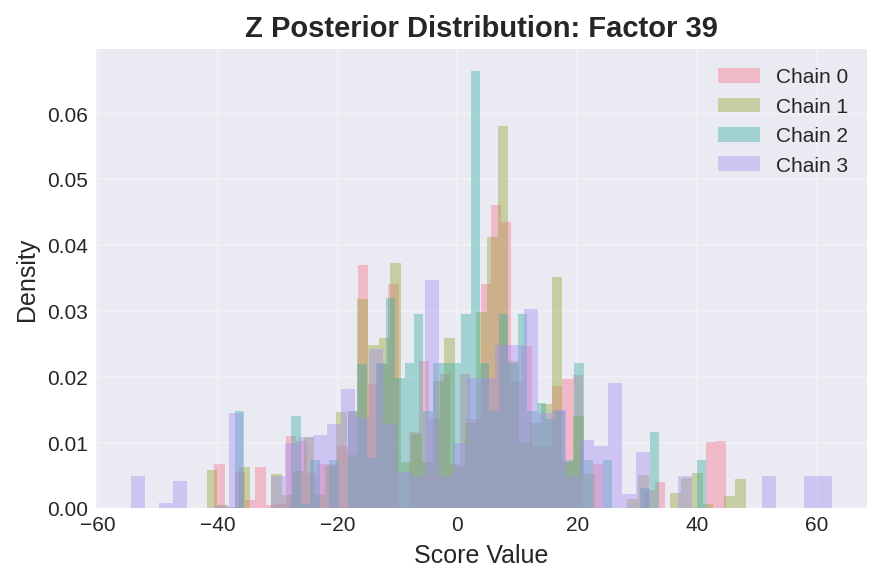 Z Posterior Distribution: Factor 39
Chain 0
Chain 1
Chain 2
Chain 3
Density
0.06
0.05
0.04
0.03
0.02
0.01
0.00
−60 −40 −20 0 20 40 60
Score Value